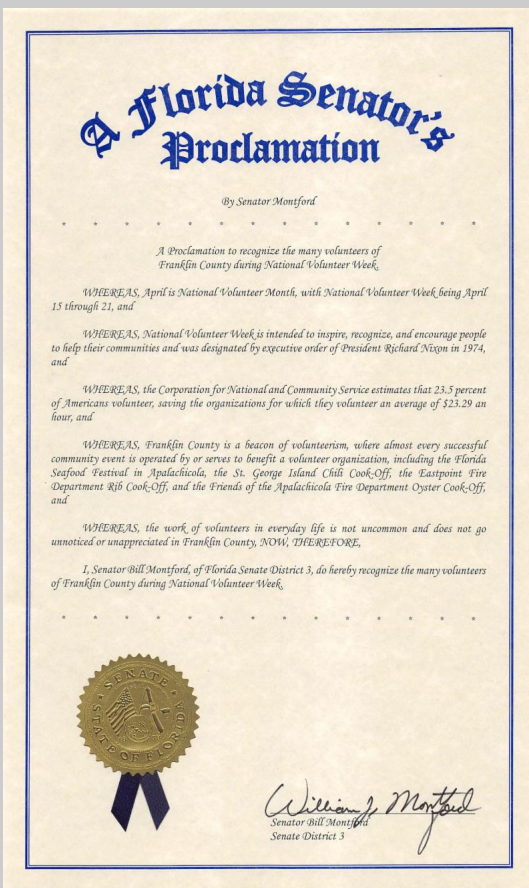 A Florida Senator's
Proclamation
By Senator Montford
* * * * * * * * * * * * * * *
A Proclamation to recognize the many volunteers of
Franklin County during National Volunteer Week.
WHEREAS, April is National Volunteer Month, with National Volunteer Week being April
15 through 21, and
WHEREAS, National Volunteer Week is intended to inspire, recognize, and encourage people
to help their communities and was designated by executive order of President Richard Nixon in 1974,
and
WHEREAS, the Corporation for National and Community Service estimates that 23.5 percent
of Americans volunteer, saving the organizations for which they volunteer an average of $23.29 an
hour, and
WHEREAS, Franklin County is a beacon of volunteerism, where almost every successful
community event is operated by or serves to benefit a volunteer organization, including the Florida
Seafood Festival in Apalachicola, the St. George Island Chili Cook-Off, the Eastpoint Fire
Department Rib Cook-Off, and the Friends of the Apalachicola Fire Department Oyster Cook-Off,
and
WHEREAS, the work of volunteers in everyday life is not uncommon and does not go
unnoticed or unappreciated in Franklin County, NOW, THEREFORE,
I, Senator Bill Montford, of Florida Senate District 3, do hereby recognize the many volunteers
of Franklin County during National Volunteer Week.
* * * * * * * * * * * * * * *
SENATE
STATE OF FLORIDA
William J. Montford
Senator Bill Montford
Senate District 3